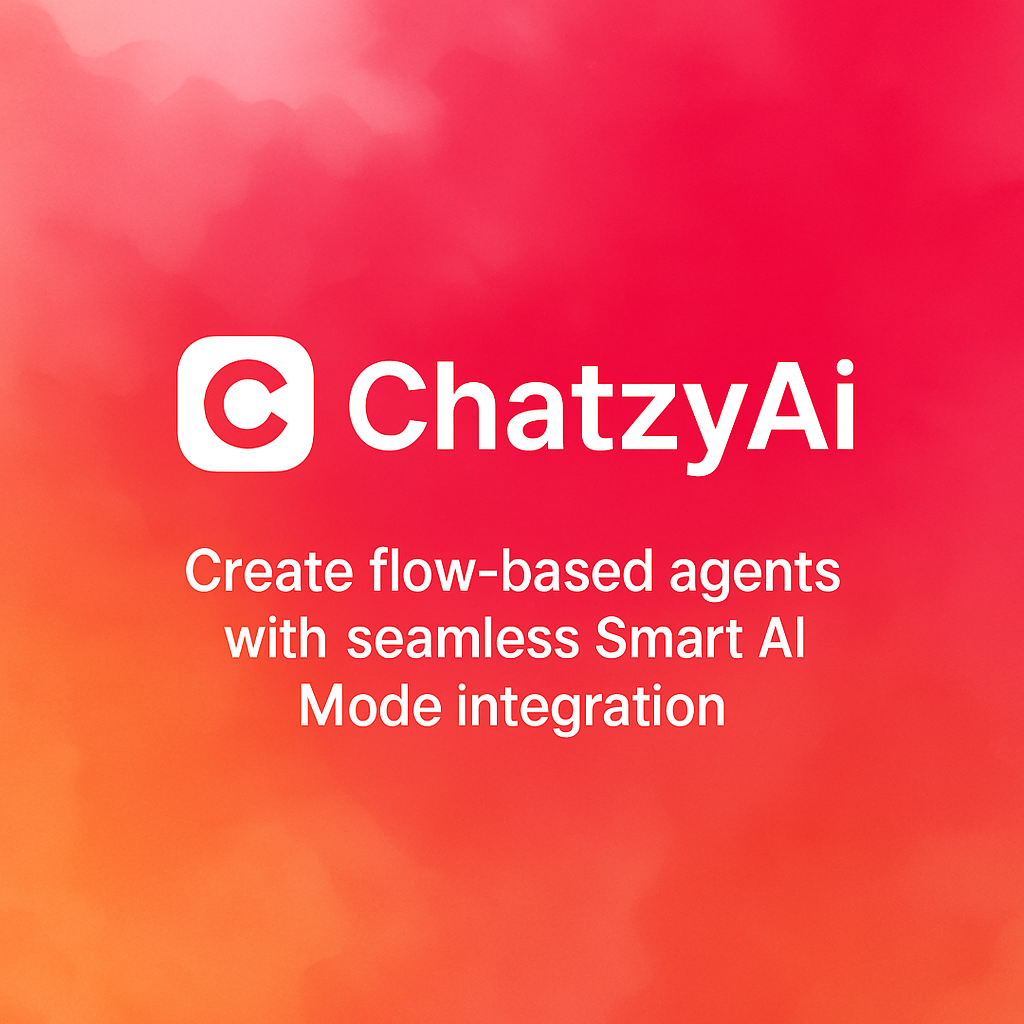 C ChatzyAi
Create flow-based agents
with seamless Smart AI
Mode integration